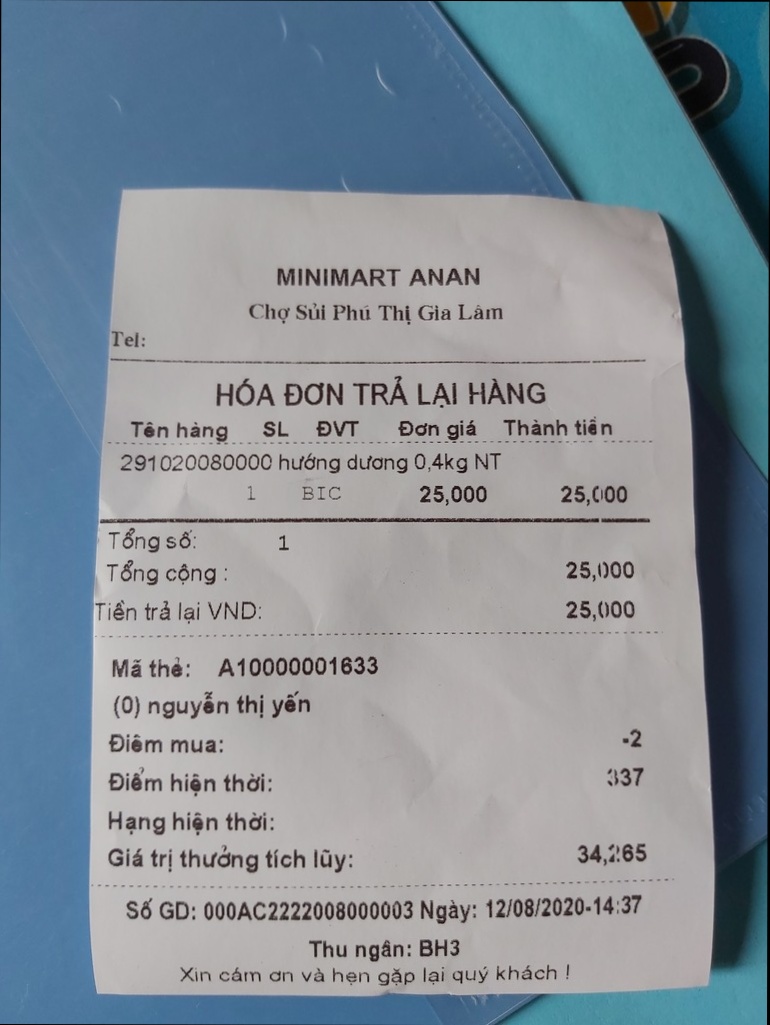 MINIMART ANAN
Chợ Sủi Phú Thị Gia Lâm
Tel:
HÓA ĐƠN TRẢ LẠI HÀNG
Tên hàng SL ĐVT Đơn giá Thành tiền
291020080000 hướng dương 0,4kg NT
1 BIC 25,000 25,000
Tổng số: 1
Tổng cộng : 25,000
Tiền trả lại VND: 25,000
Mã thẻ: A10000001633
(0) nguyễn thị yến
Điểm mua: -2
Điểm hiện thời: 337
Hạng hiện thời:
Giá trị thưởng tích lũy: 34,265
Số GD: 000AC2222008000003 Ngày: 12/08/2020-14:37
Thu ngân: BH3
Xin cám ơn và hẹn gặp lại quý khách !